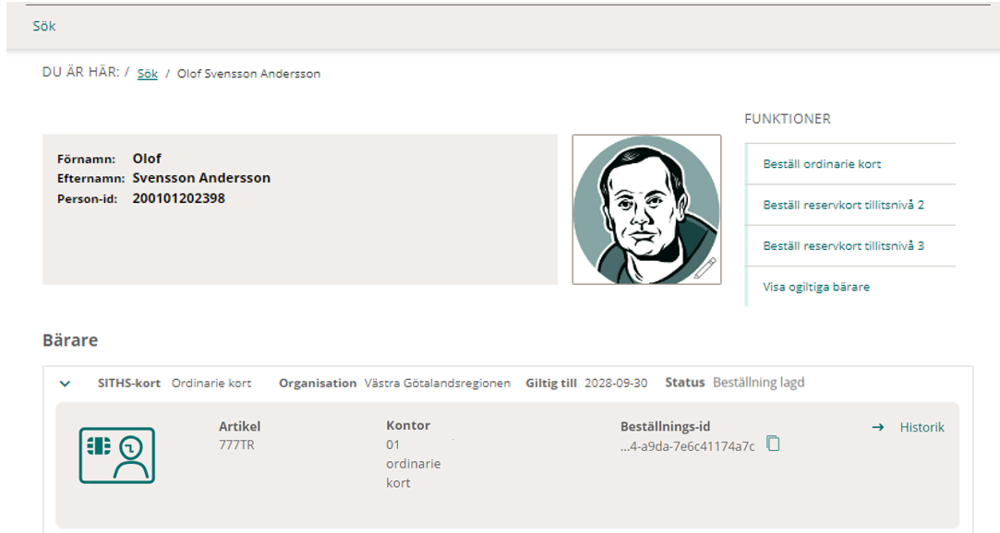 Sök
DU ÄR HÄR: / Sök / Olof Svensson Andersson
FUNKTIONER
Förnamn: Olof
Efternamn: Svensson Andersson
Person-id: 200101202398
Beställ ordinarie kort
Beställ reservkort tillitsnivå 2
Beställ reservkort tillitsnivå 3
Visa ogiltiga bärare
Bärare
SITHS-kort Ordinarie kort Organisation Västra Götalandsregionen Giltig till 2028-09-30 Status Beställning lagd
Artikel
777TR
Kontor
01
ordinarie
kort
Beställnings-id
...4-a9da-7e6c41174a7c
→ Historik